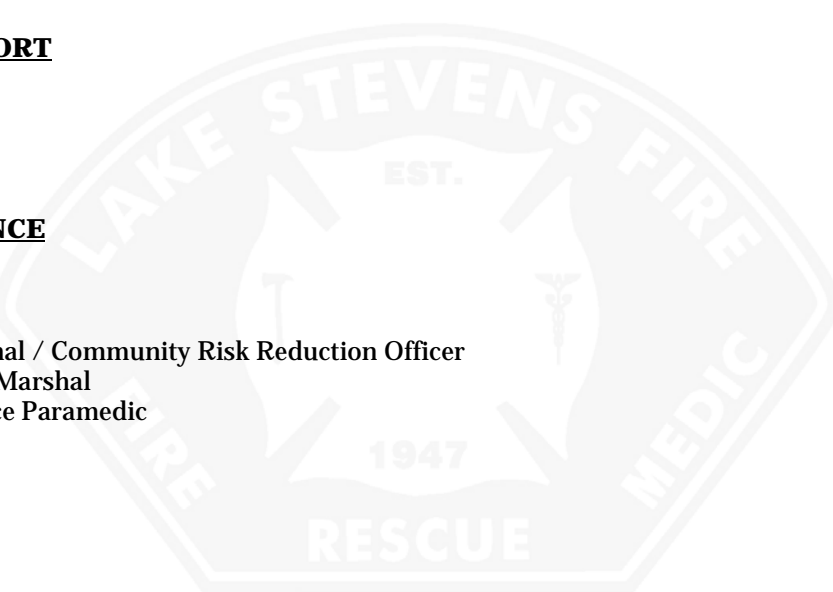 ORT
NCE
nal / Community Risk Reduction Officer
Marshal
ce Paramedic
LAKE STEVENS FIRE
EST.
1947
FIRE
RESCUE
MEDIC